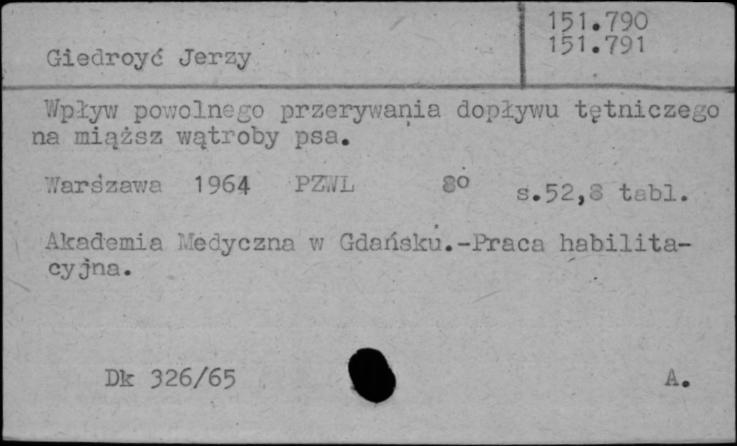 151.790
151.791
Giedroyć Jerzy
Wpływ powolnego przerywania dopływu tętniczego
na miąższ wątroby psa.
Warszawa 1964 PZWL 8º s.52,8 tabl.
Akademia Medyczna w Gdańsku.-Praca habilita-
cyjna.
Dk 326/65 A.